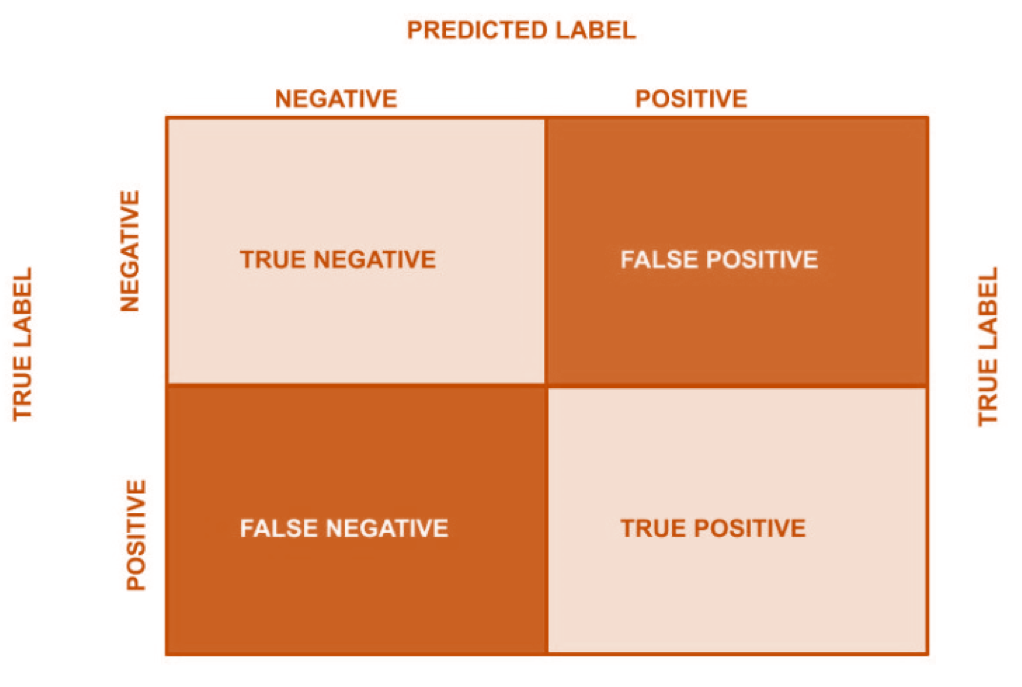 PREDICTED LABEL
NEGATIVE
POSITIVE
TRUE LABEL
NEGATIVE
TRUE NEGATIVE
FALSE POSITIVE
TRUE LABEL
POSITIVE
FALSE NEGATIVE
TRUE POSITIVE